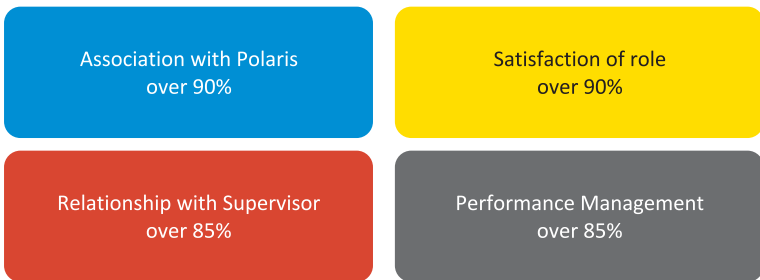 Association with Polaris
over 90%
Satisfaction of role
over 90%
Relationship with Supervisor
over 85%
Performance Management
over 85%